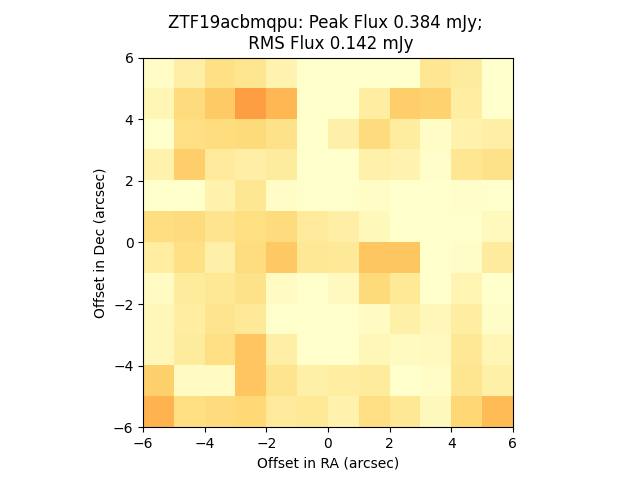 ZTF19acbmqpu: Peak Flux 0.384 mJy;
RMS Flux 0.142 mJy
6
4
2
0
−2
−4
−6
Offset in Dec (arcsec)
−6 −4 −2 0 2 4 6
Offset in RA (arcsec)